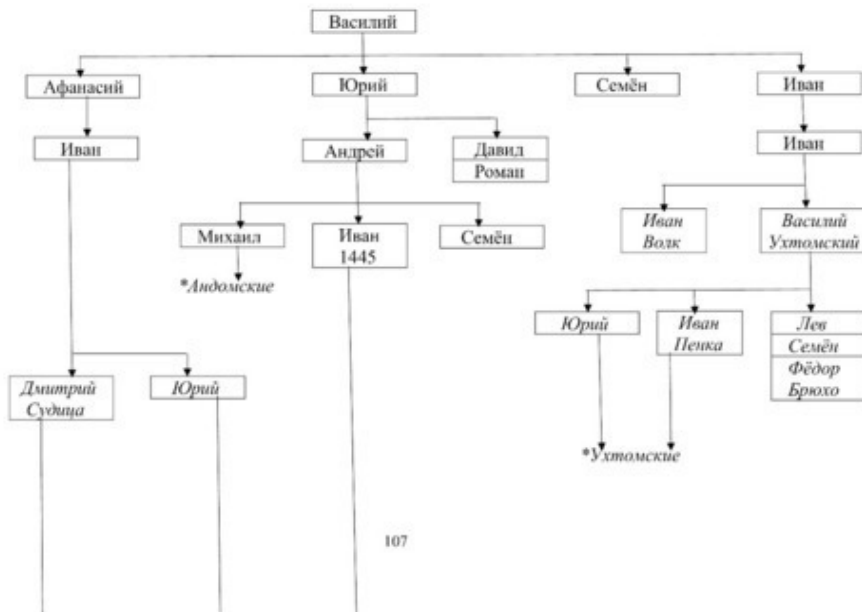 Василий
Афанасий
Юрий
Семён
Иван
Иван
Андрей
Давид
Роман
Иван
Михаил
Иван
1445
Семён
Иван
Волк
Василий
Ухтомский
*Андомские
Юрий
Иван
Пенка
Лев
Семён
Фёдор
Брюхо
Дмитрий
Судица
Юрий
*Ухтомские
107